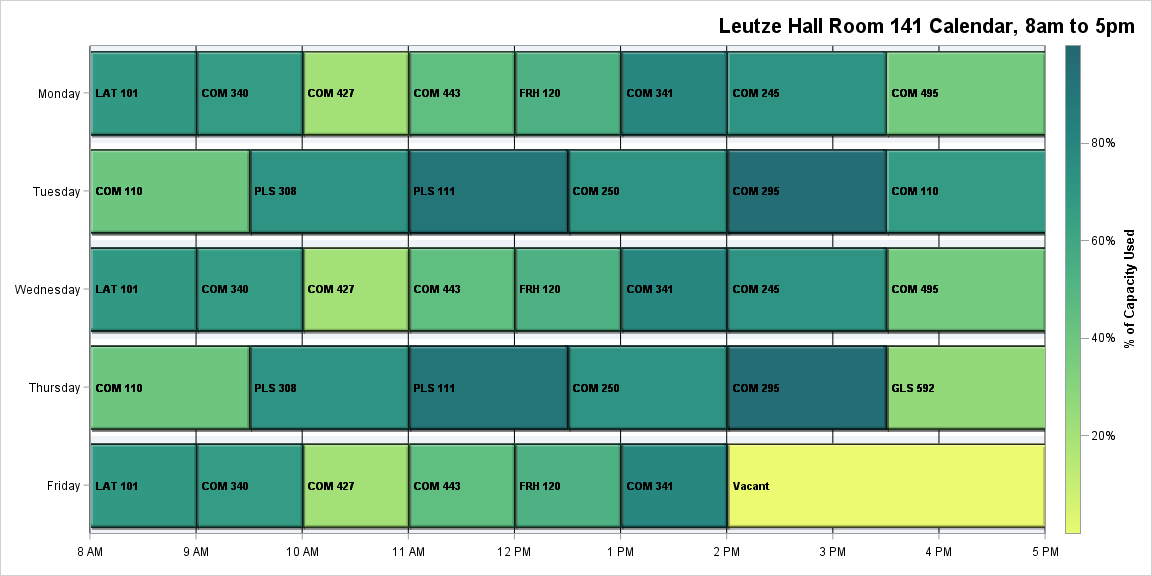 Leutze Hall Room 141 Calendar, 8am to 5pm
Monday
LAT 101
COM 340
COM 427
COM 443
FRH 120
COM 341
COM 245
COM 495
Tuesday
COM 110
PLS 308
PLS 111
COM 250
COM 295
COM 110
Wednesday
LAT 101
COM 340
COM 427
COM 443
FRH 120
COM 341
COM 245
COM 495
Thursday
COM 110
PLS 308
PLS 111
COM 250
COM 295
GLS 592
Friday
LAT 101
COM 340
COM 427
COM 443
FRH 120
COM 341
Vacant
8 AM
9 AM
10 AM
11 AM
12 PM
1 PM
2 PM
3 PM
4 PM
5 PM
80%
60%
40%
20%
% of Capacity Used